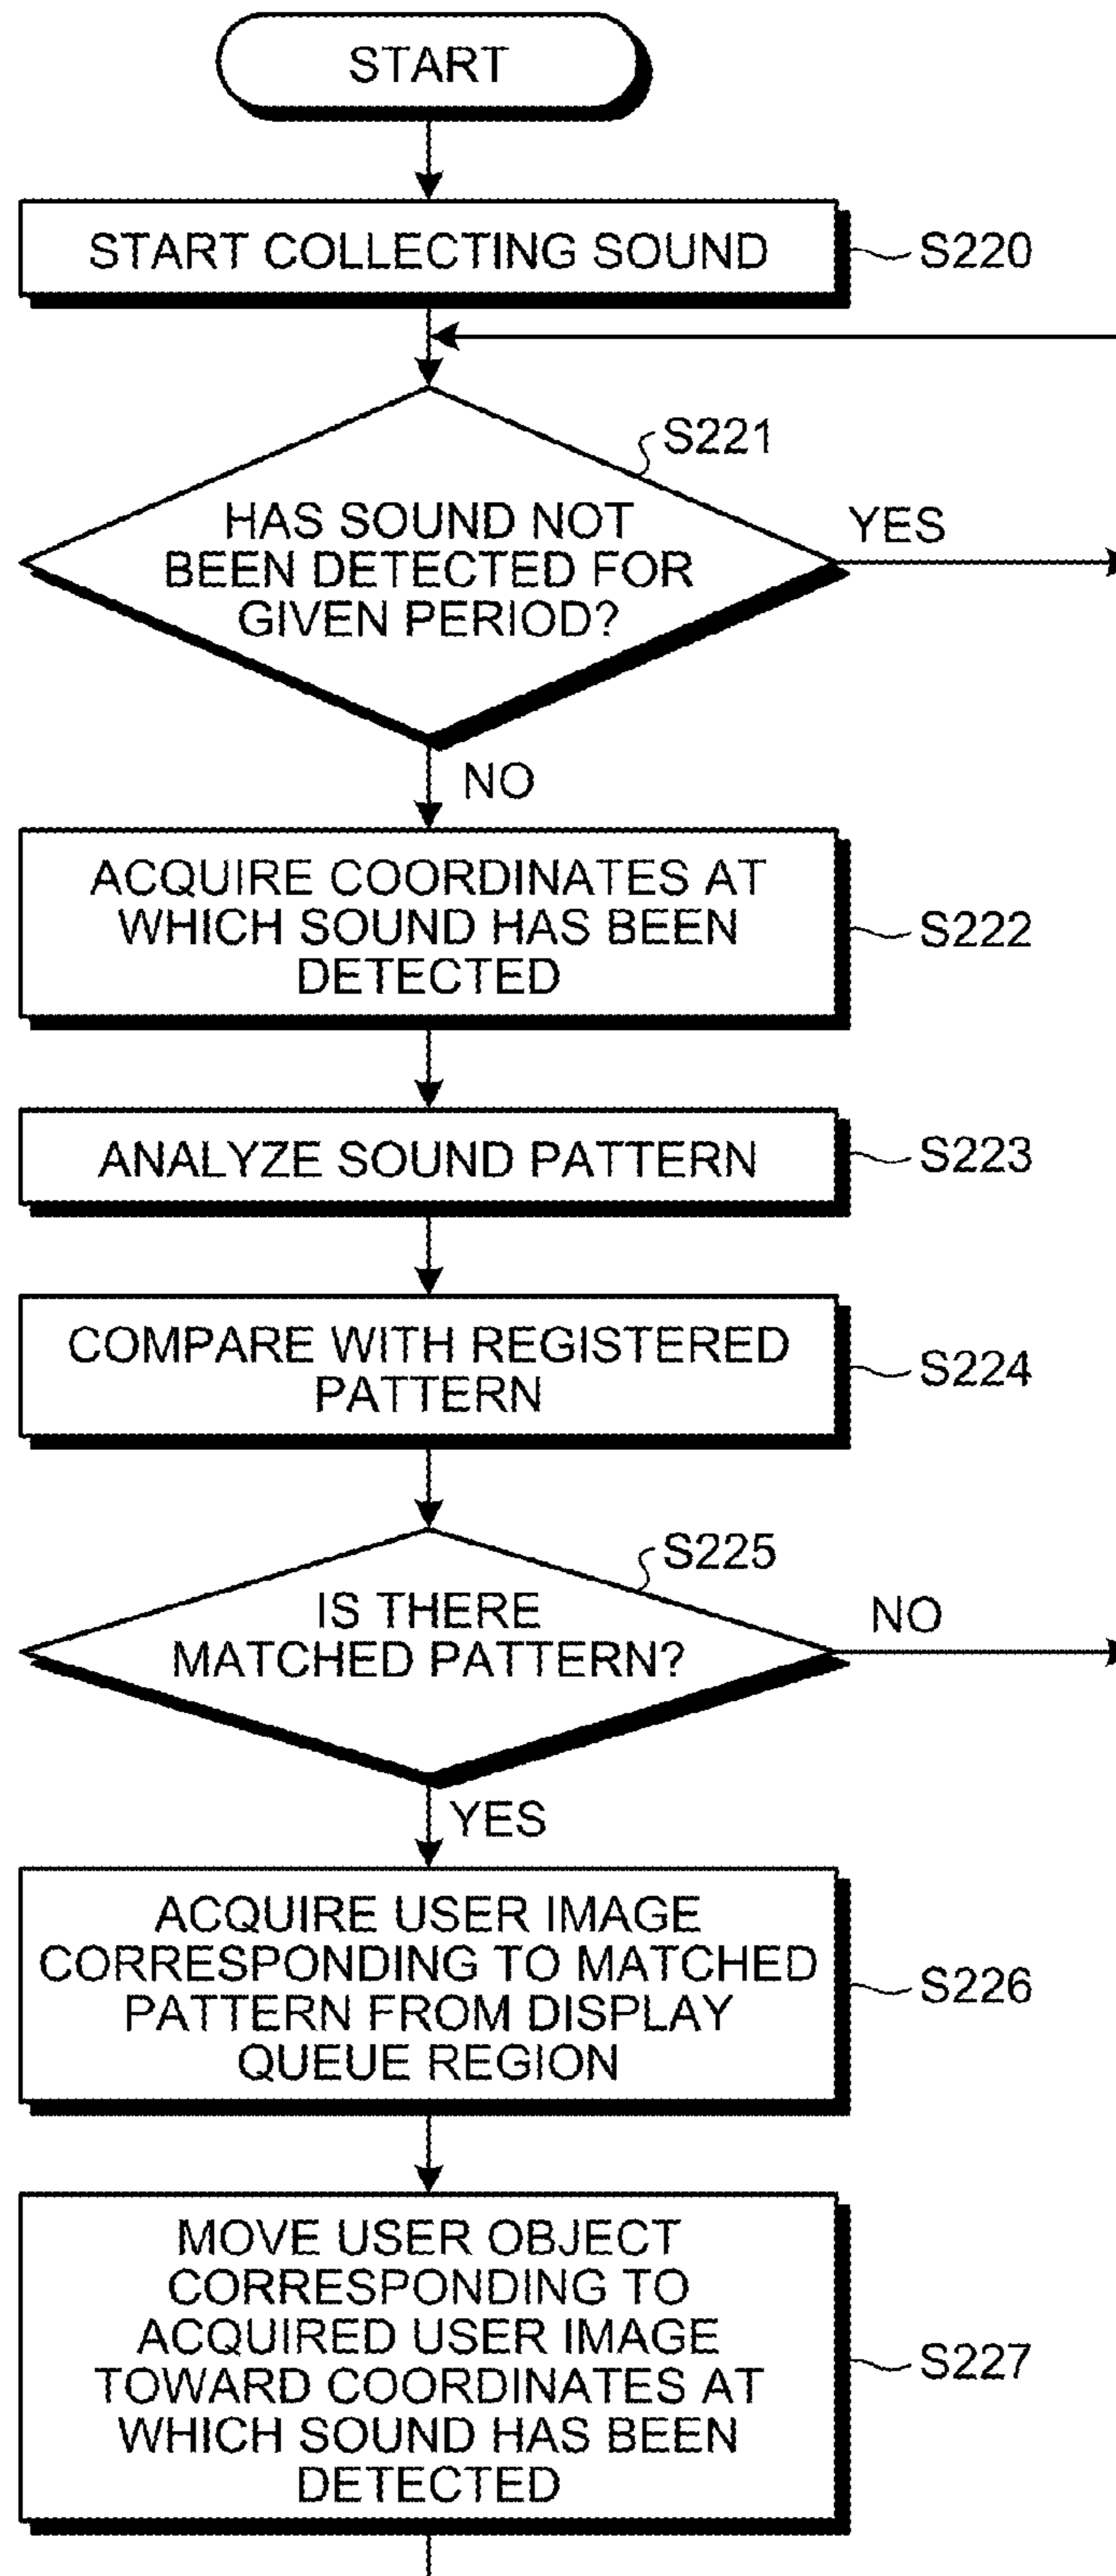 START
START COLLECTING SOUND
S220
S221
HAS SOUND NOT
BEEN DETECTED FOR
GIVEN PERIOD?
YES
NO
ACQUIRE COORDINATES AT
WHICH SOUND HAS BEEN
DETECTED
S222
ANALYZE SOUND PATTERN
S223
COMPARE WITH REGISTERED
PATTERN
S224
S225
IS THERE
MATCHED PATTERN?
NO
YES
ACQUIRE USER IMAGE
CORRESPONDING TO MATCHED
PATTERN FROM DISPLAY
QUEUE REGION
S226
MOVE USER OBJECT
CORRESPONDING TO
ACQUIRED USER IMAGE
TOWARD COORDINATES AT
WHICH SOUND HAS BEEN
DETECTED
S227